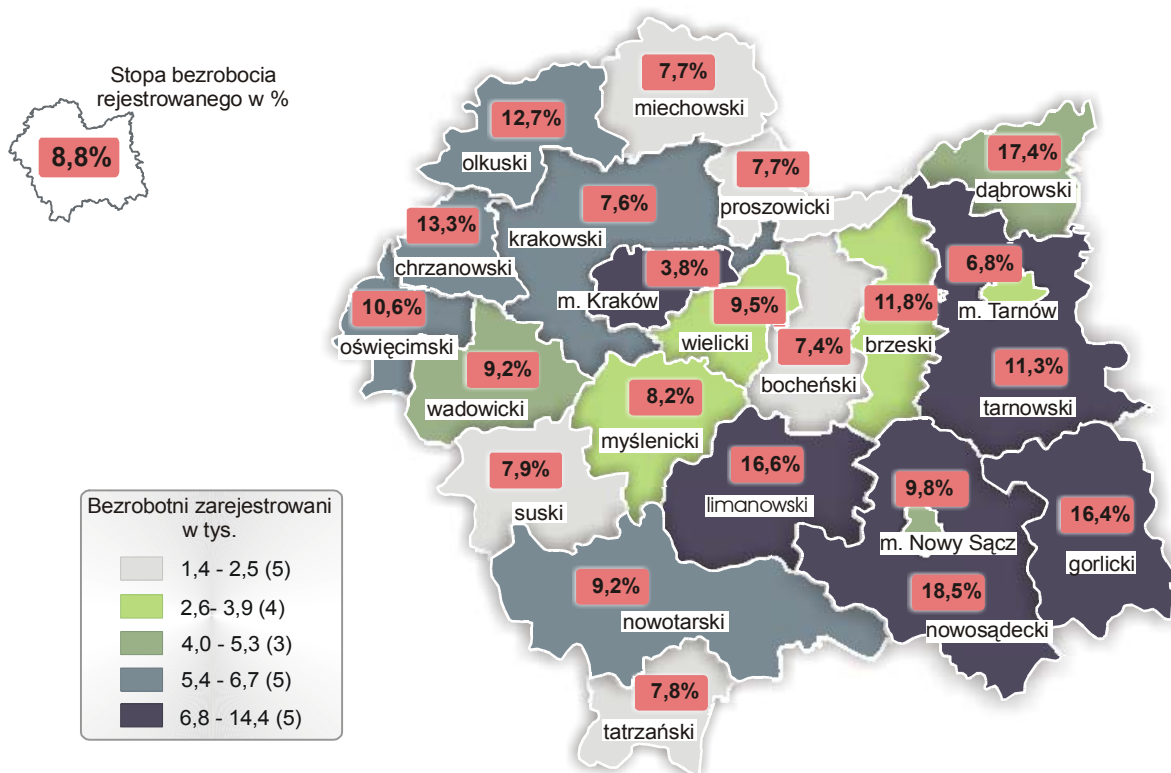 Stopa bezrobocia
rejestrowanego w %
8,8%
7,7%
miechowski
12,7%
olkuski
7,7%
proszowicki
17,4%
dąbrowski
7,6%
krakowski
13,3%
chrzanowski
3,8%
m. Kraków
6,8%
m. Tarnów
10,6%
oświęcimski
9,5%
wielicki
11,8%
brzeski
7,4%
bocheński
9,2%
wadowicki
11,3%
tarnowski
8,2%
myślenicki
7,9%
suski
16,6%
limanowski
9,8%
m. Nowy Sącz
16,4%
gorlicki
9,2%
nowotarski
18,5%
nowosądecki
7,8%
tatrzański
Bezrobotni zarejestrowani
w tys.
1,4 - 2,5 (5)
2,6- 3,9 (4)
4,0 - 5,3 (3)
5,4 - 6,7 (5)
6,8 - 14,4 (5)